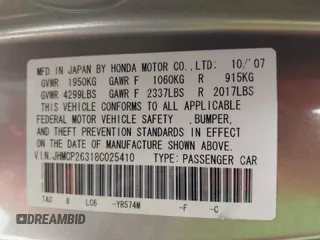 MFD. IN JAPAN BY HONDA MOTOR CO.,LTD: 10/'07
GVWR 1950KG GAWR F 1060KG R 915KG
GVWR 4299LBS GAWR F 2337LBS R 2017LBS
THIS VEHICLE CONFORMS TO ALL APPLICABLE
FEDERAL MOTOR VEHICLE SAFETY ,BUMPER,
AND THEFT PREVENTION STANDARDS IN EFFECT
ON THE DATE OF MANUFACTURE SHOWN ABOVE.
V.I.N.:JHMCP26318C025410 TYPE: PASSENGER CAR
TA0 8 LC6 -YR574M -F -C
DREAMBID